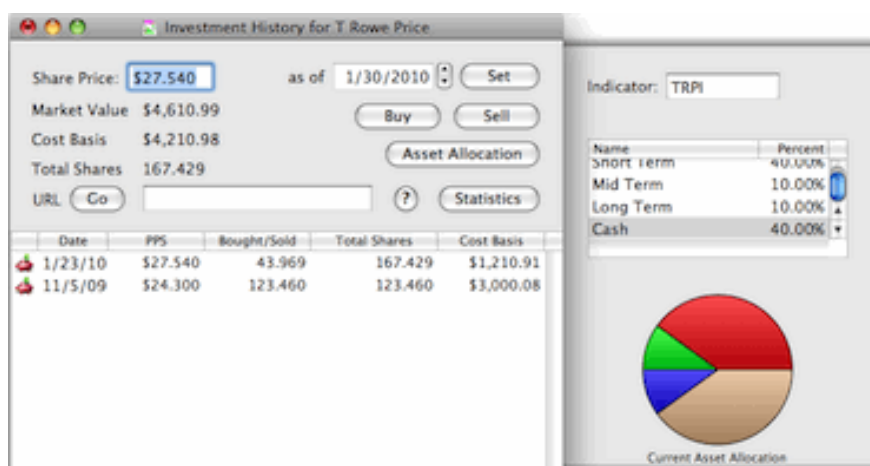 Investment History for T Rowe Price
Share Price: $27.540 as of 1/30/2010 Set
Market Value $4,610.99 Buy Sell
Cost Basis $4,210.98
Asset Allocation
Total Shares 167.429
URL Go ? Statistics
Date PPS Bought/Sold Total Shares Cost Basis
1/23/10 $27.540 43.969 167.429 $1,210.91
11/5/09 $24.300 123.460 123.460 $3,000.08
Indicator: TRPI
Name Percent
Short Term 40.00%
Mid Term 10.00%
Long Term 10.00%
Cash 40.00%
Current Asset Allocation